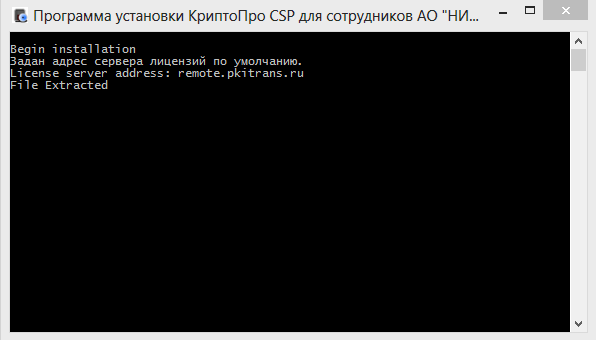 Программа установки КриптоПро CSP для сотрудников АО "НИ...
Begin installation
Задан адрес сервера лицензий по умолчанию.
License server address: remote.pkitrans.ru
File Extracted